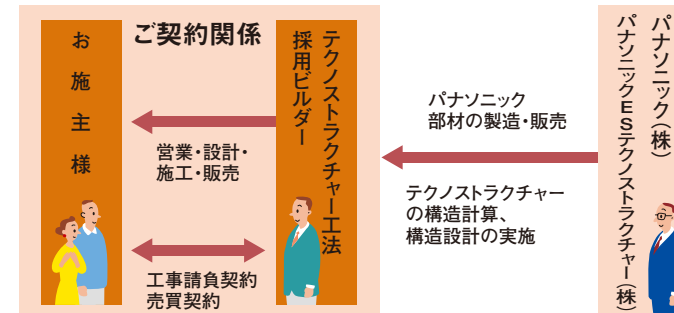 ご契約関係
お施主様
テクノストラクチャー工法
採用ビルダー
営業・設計・
施工・販売
工事請負契約
売買契約
パナソニック
部材の製造・販売
テクノストラクチャー
の構造計算、
構造設計の実施
パナソニック(株)
パナソニックESテクノストラクチャー(株)